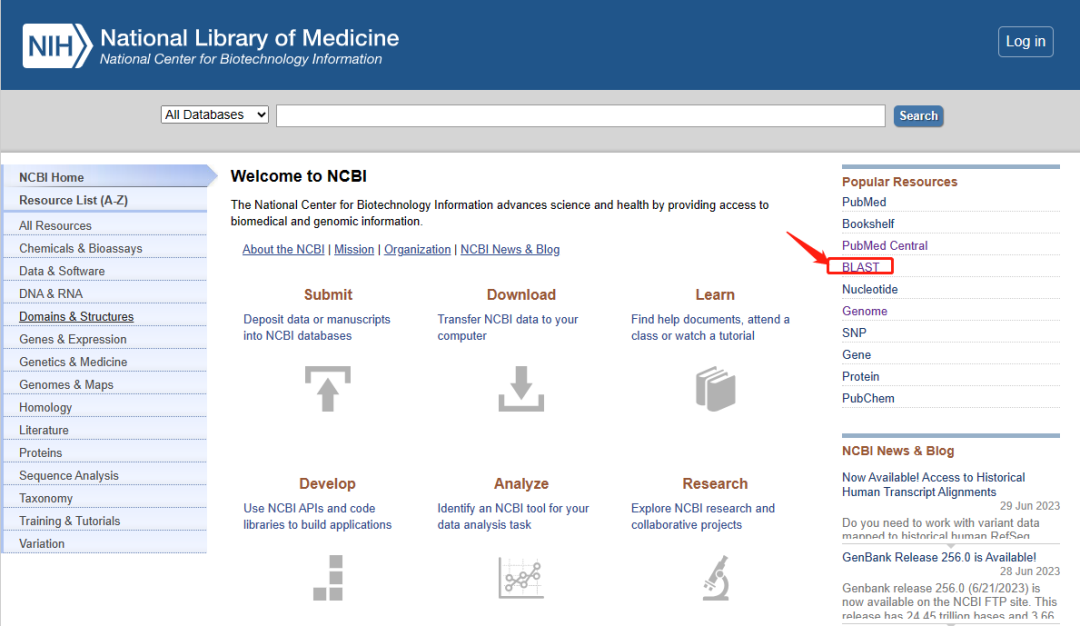 NIH
National Library of Medicine
National Center for Biotechnology Information
Log in
All Databases
Search
NCBI Home
Resource List (A-Z)
All Resources
Chemicals & Bioassays
Data & Software
DNA & RNA
Domains & Structures
Genes & Expression
Genetics & Medicine
Genomes & Maps
Homology
Literature
Proteins
Sequence Analysis
Taxonomy
Training & Tutorials
Variation
Welcome to NCBI
The National Center for Biotechnology Information advances science and health by providing access to
biomedical and genomic information.
About the NCBI | Mission | Organization | NCBI News & Blog
Submit
Deposit data or manuscripts
into NCBI databases
Download
Transfer NCBI data to your
computer
Learn
Find help documents, attend a
class or watch a tutorial
Develop
Use NCBI APIs and code
libraries to build applications
Analyze
Identify an NCBI tool for your
data analysis task
Research
Explore NCBI research and
collaborative projects
Popular Resources
PubMed
Bookshelf
PubMed Central
BLAST
Nucleotide
Genome
SNP
Gene
Protein
PubChem
NCBI News & Blog
Now Available! Access to Historical
Human Transcript Alignments
29 Jun 2023
Do you need to work with variant data
mapped to historical human RefSeq
GenBank Release 256.0 is Available!
28 Jun 2023
Genbank release 256.0 (6/21/2023) is
now available on the NCBI FTP site. This
release has 24.45 trillion bases and 3.66